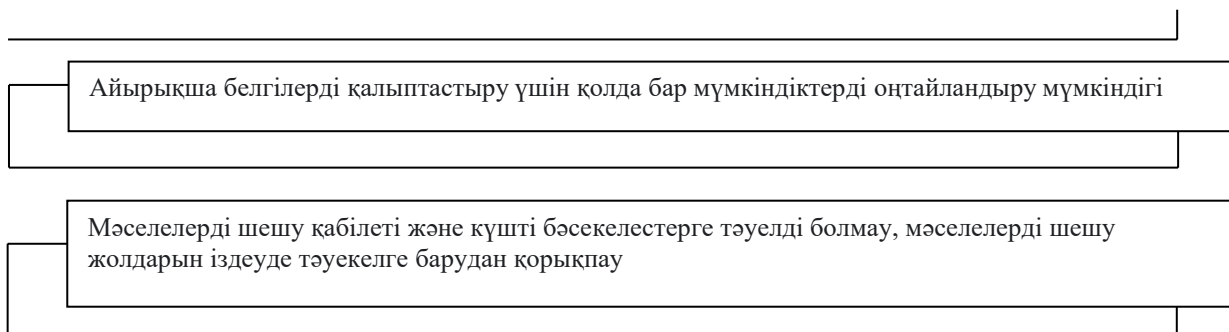 Айырықша белгілерді қалыптастыру үшін қолда бар мүмкіндіктерді оңтайландыру мүмкіндігі
Мәселелерді шешу қабілеті және күшті бәсекелестерге тәуелді болмау, мәселелерді шешу
жолдарын іздеуде тәуекелге барудан қорықпау